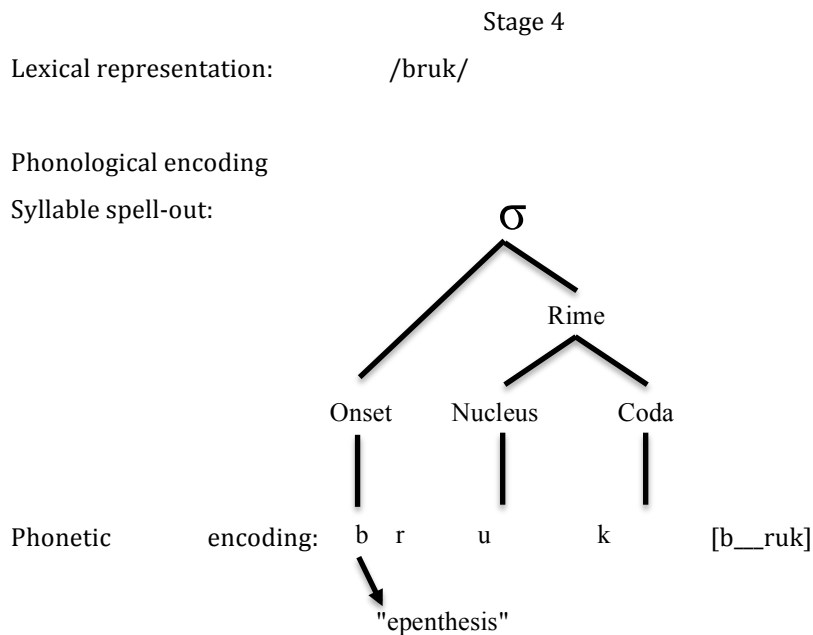 Stage 4
Lexical representation: /bruk/
Phonological encoding
Syllable spell-out: σ
Rime
Onset Nucleus Coda
Phonetic encoding: b r u k [b__ruk]
"epenthesis"